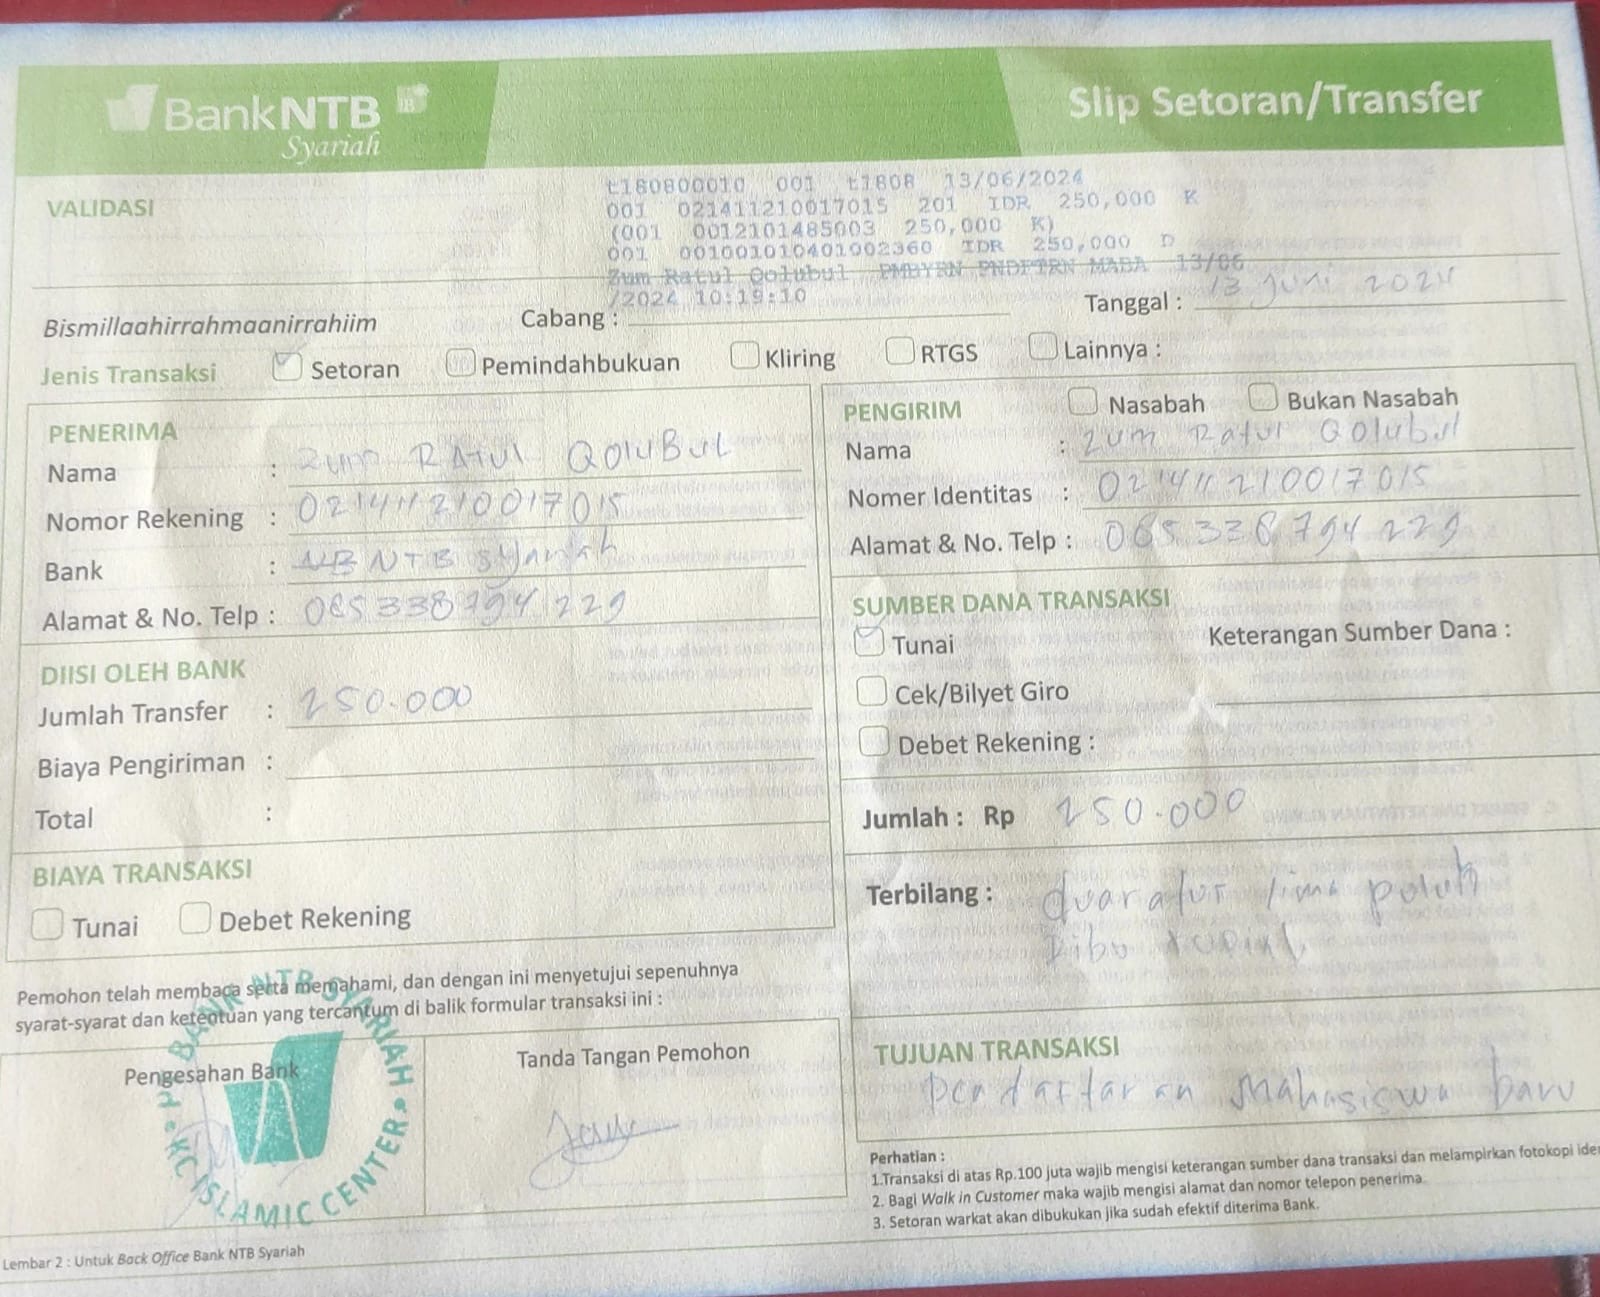 BankNTB
Syariah
Slip Setoran/Transfer
VALIDASI
t180800010 001 t1808 13/06/2024
001 021411210017015 201 IDR 250,000 K
(001 0012101485003 250,000 K)
001 001001010401002360 IDR 250,000 D
Zum Ratul Qolubul PMBYRN PNDFTRN MABA 13/06
/2024 10:19:10
Bismillaahirrahmaanirrahiim
Cabang :
Tanggal : 13 Juni 2024
Jenis Transaksi Setoran Pemindahbukuan Kliring RTGS Lainnya :
PENERIMA
Nama : Zum RATUL QOLUBUL
Nomor Rekening : 021411210017015
Bank : NTB syariah
Alamat & No. Telp : 085338794229
DIISI OLEH BANK
Jumlah Transfer : 250.000
Biaya Pengiriman :
Total :
BIAYA TRANSAKSI
Tunai Debet Rekening
Pemohon telah membaca serta memahami, dan dengan ini menyetujui sepenuhnya
syarat-syarat dan ketentuan yang tercantum di balik formular transaksi ini :
Pengesahan Bank
Tanda Tangan Pemohon
BANK NTB SYARIAH
KC ISLAMIC CENTER
Lembar 2 : Untuk Back Office Bank NTB Syariah
PENGIRIM Nasabah Bukan Nasabah
Nama : Zum Ratul Qolubul
Nomer Identitas : 021411210017015
Alamat & No. Telp : 085338794229
SUMBER DANA TRANSAKSI
Tunai
Keterangan Sumber Dana :
Cek/Bilyet Giro
Debet Rekening :
Jumlah : Rp 250.000
Terbilang : dua ratus lima puluh
ribu rupiah
TUJUAN TRANSAKSI
pendaftaran mahasiswa baru
Perhatian :
1.Transaksi di atas Rp.100 juta wajib mengisi keterangan sumber dana transaksi dan melampirkan fotokopi iden
2. Bagi Walk in Customer maka wajib mengisi alamat dan nomor telepon penerima.
3. Setoran warkat akan dibukukan jika sudah efektif diterima Bank.